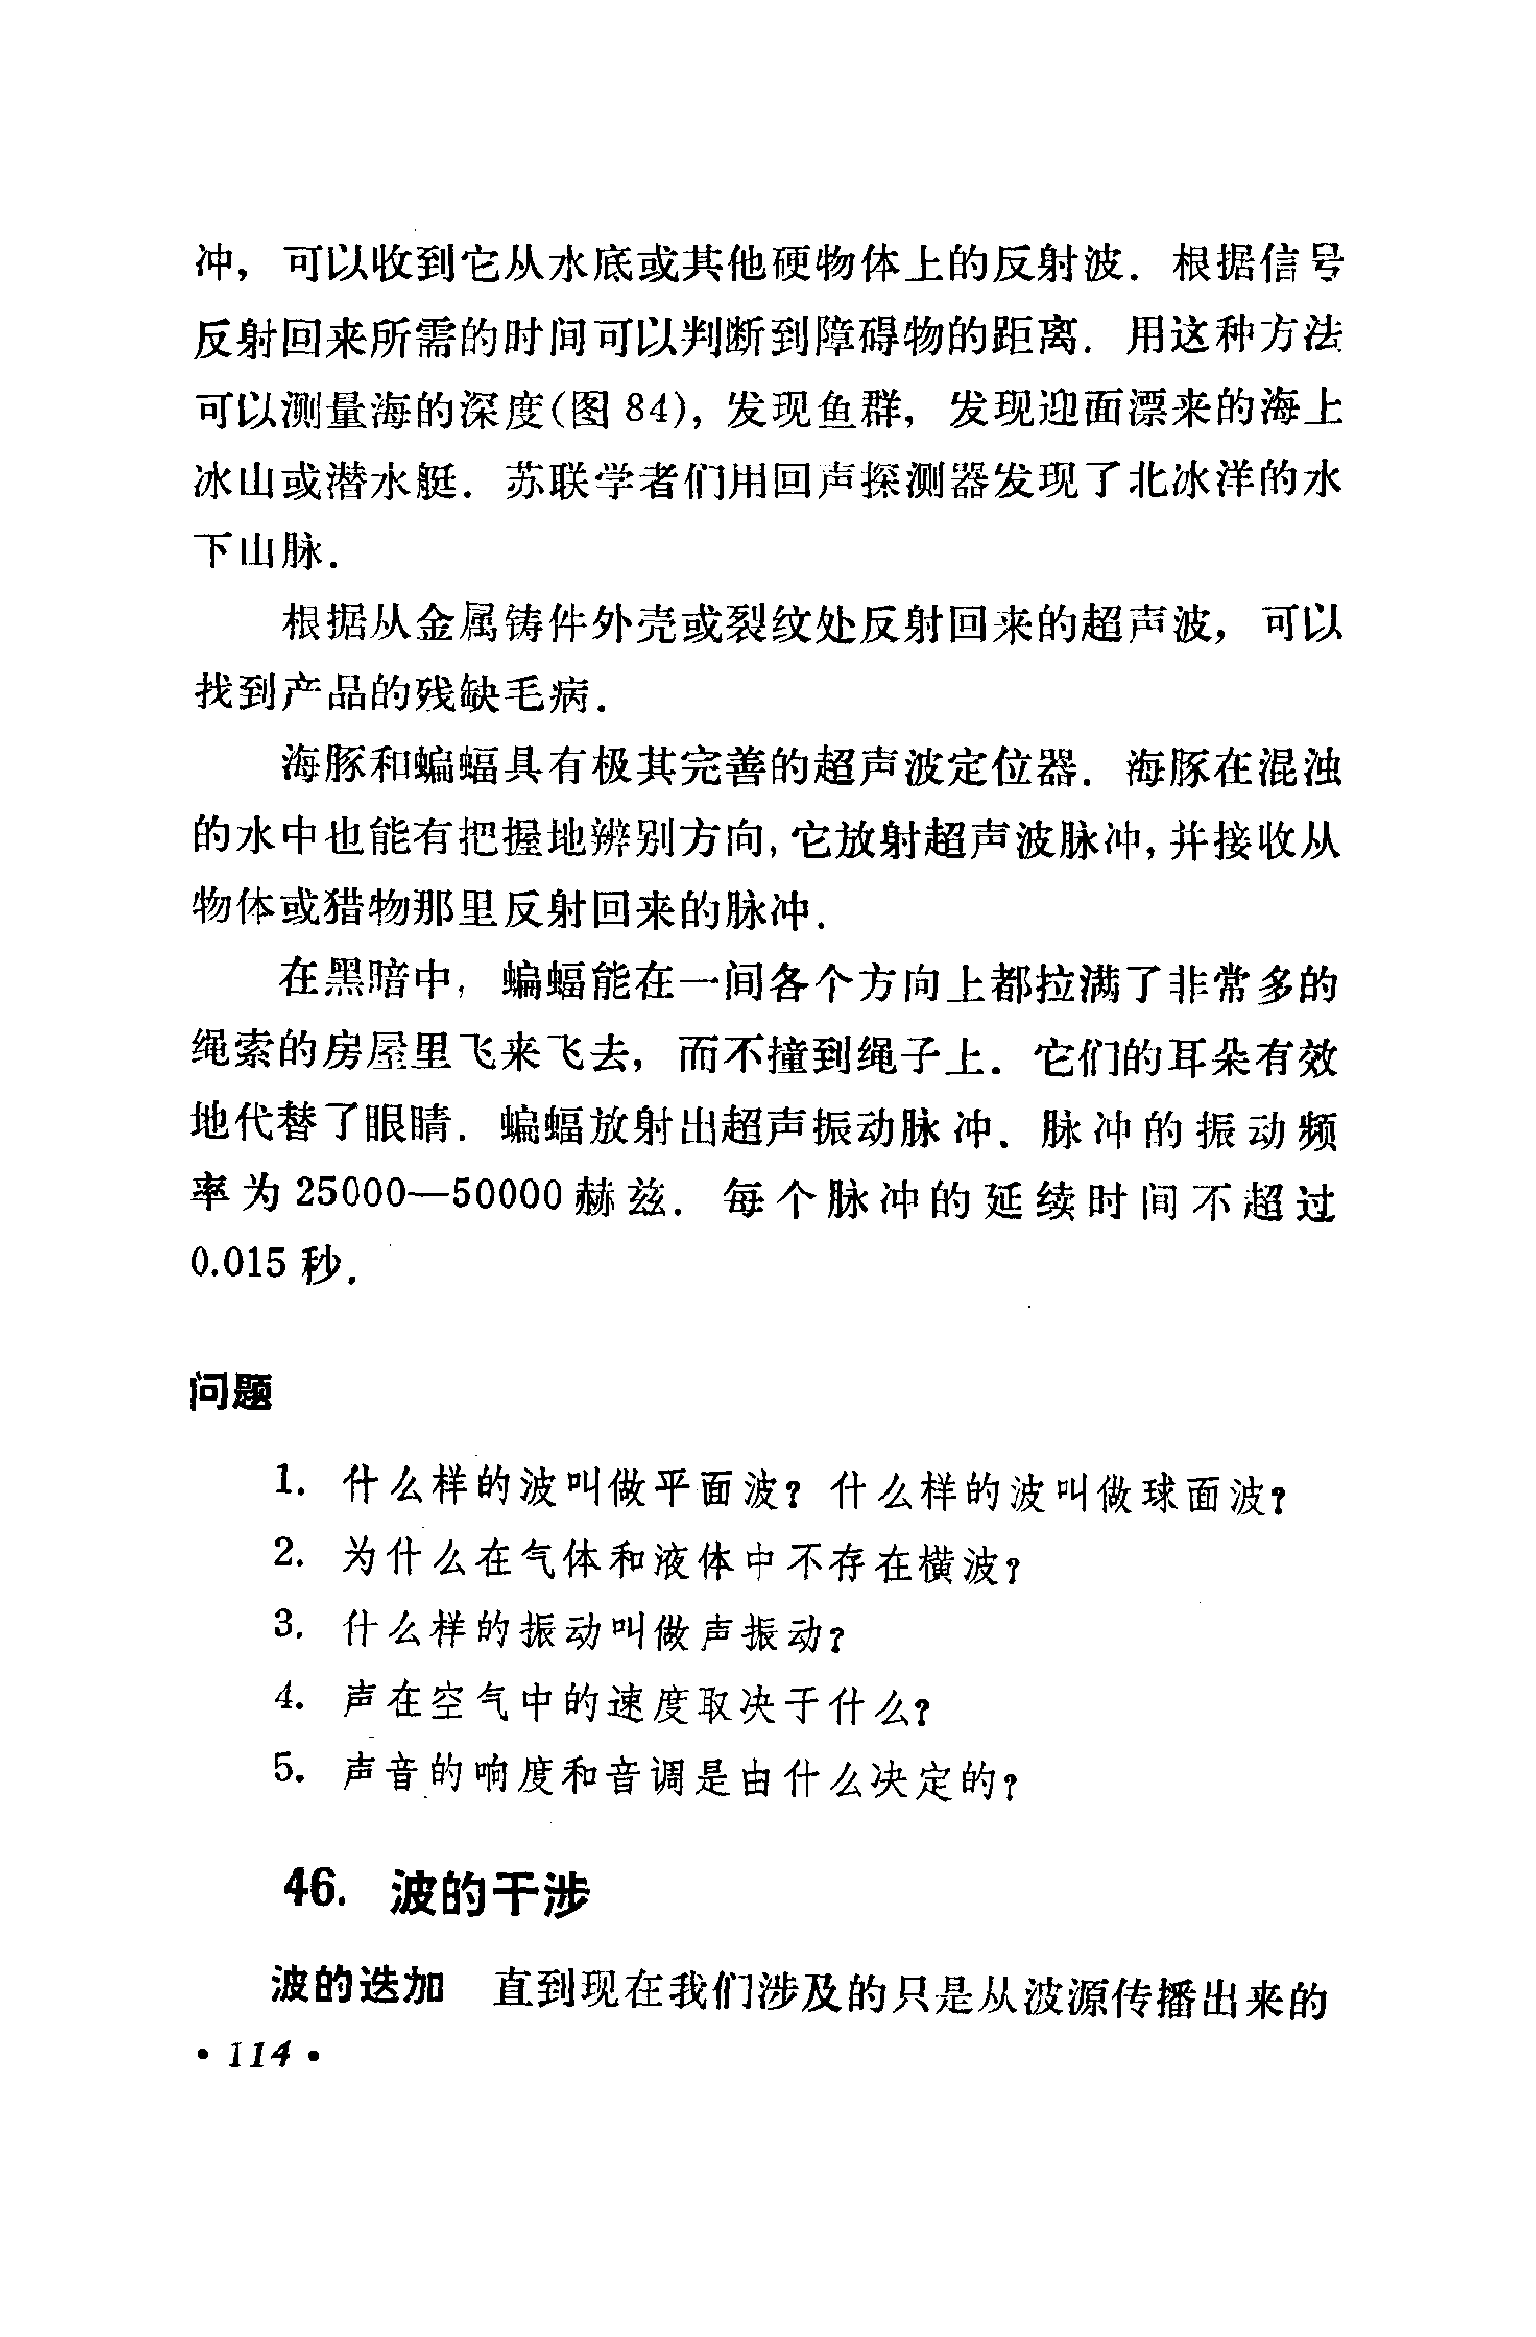 冲，可以收到它从水底或其他硬物体上的反射波．根据信号
反射回来所需的时间可以判断到障碍物的距离．用这种方法
可以测量海的深度(图 84)，发现鱼群，发现迎面漂来的海上
冰山或潜水艇．苏联学者们用回声探测器发现了北冰洋的水
下山脉．
根据从金属铸件外壳或裂纹处反射回来的超声波，可以
找到产品的残缺毛病．
海豚和蝙蝠具有极其完善的超声波定位器．海豚在混浊
的水中也能有把握地辨别方向，它放射超声波脉冲，并接收从
物体或猎物那里反射回来的脉冲．
在黑暗中，蝙蝠能在一间各个方向上都拉满了非常多的
绳索的房屋里飞来飞去，而不撞到绳子上．它们的耳朵有效
地代替了眼睛．蝙蝠放射出超声振动脉冲．脉冲的振动频
率为 25000—50000 赫兹．每个脉冲的延续时间不超过
0.015 秒．
问题
1. 什么样的波叫做平面波？什么样的波叫做球面波？
2. 为什么在气体和液体中不存在横波？
3. 什么样的振动叫做声振动？
4. 声在空气中的速度取决于什么？
5. 声音的响度和音调是由什么决定的？
46. 波的干涉
波的迭加 直到现在我们涉及的只是从波源传播出来的
· 114 ·